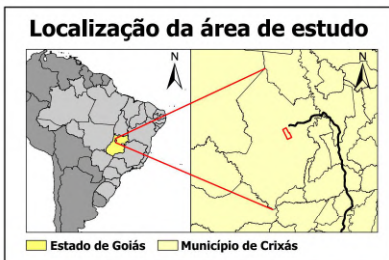 Localização da área de estudo
N
N
Estado de Goiás
Município de Crixás